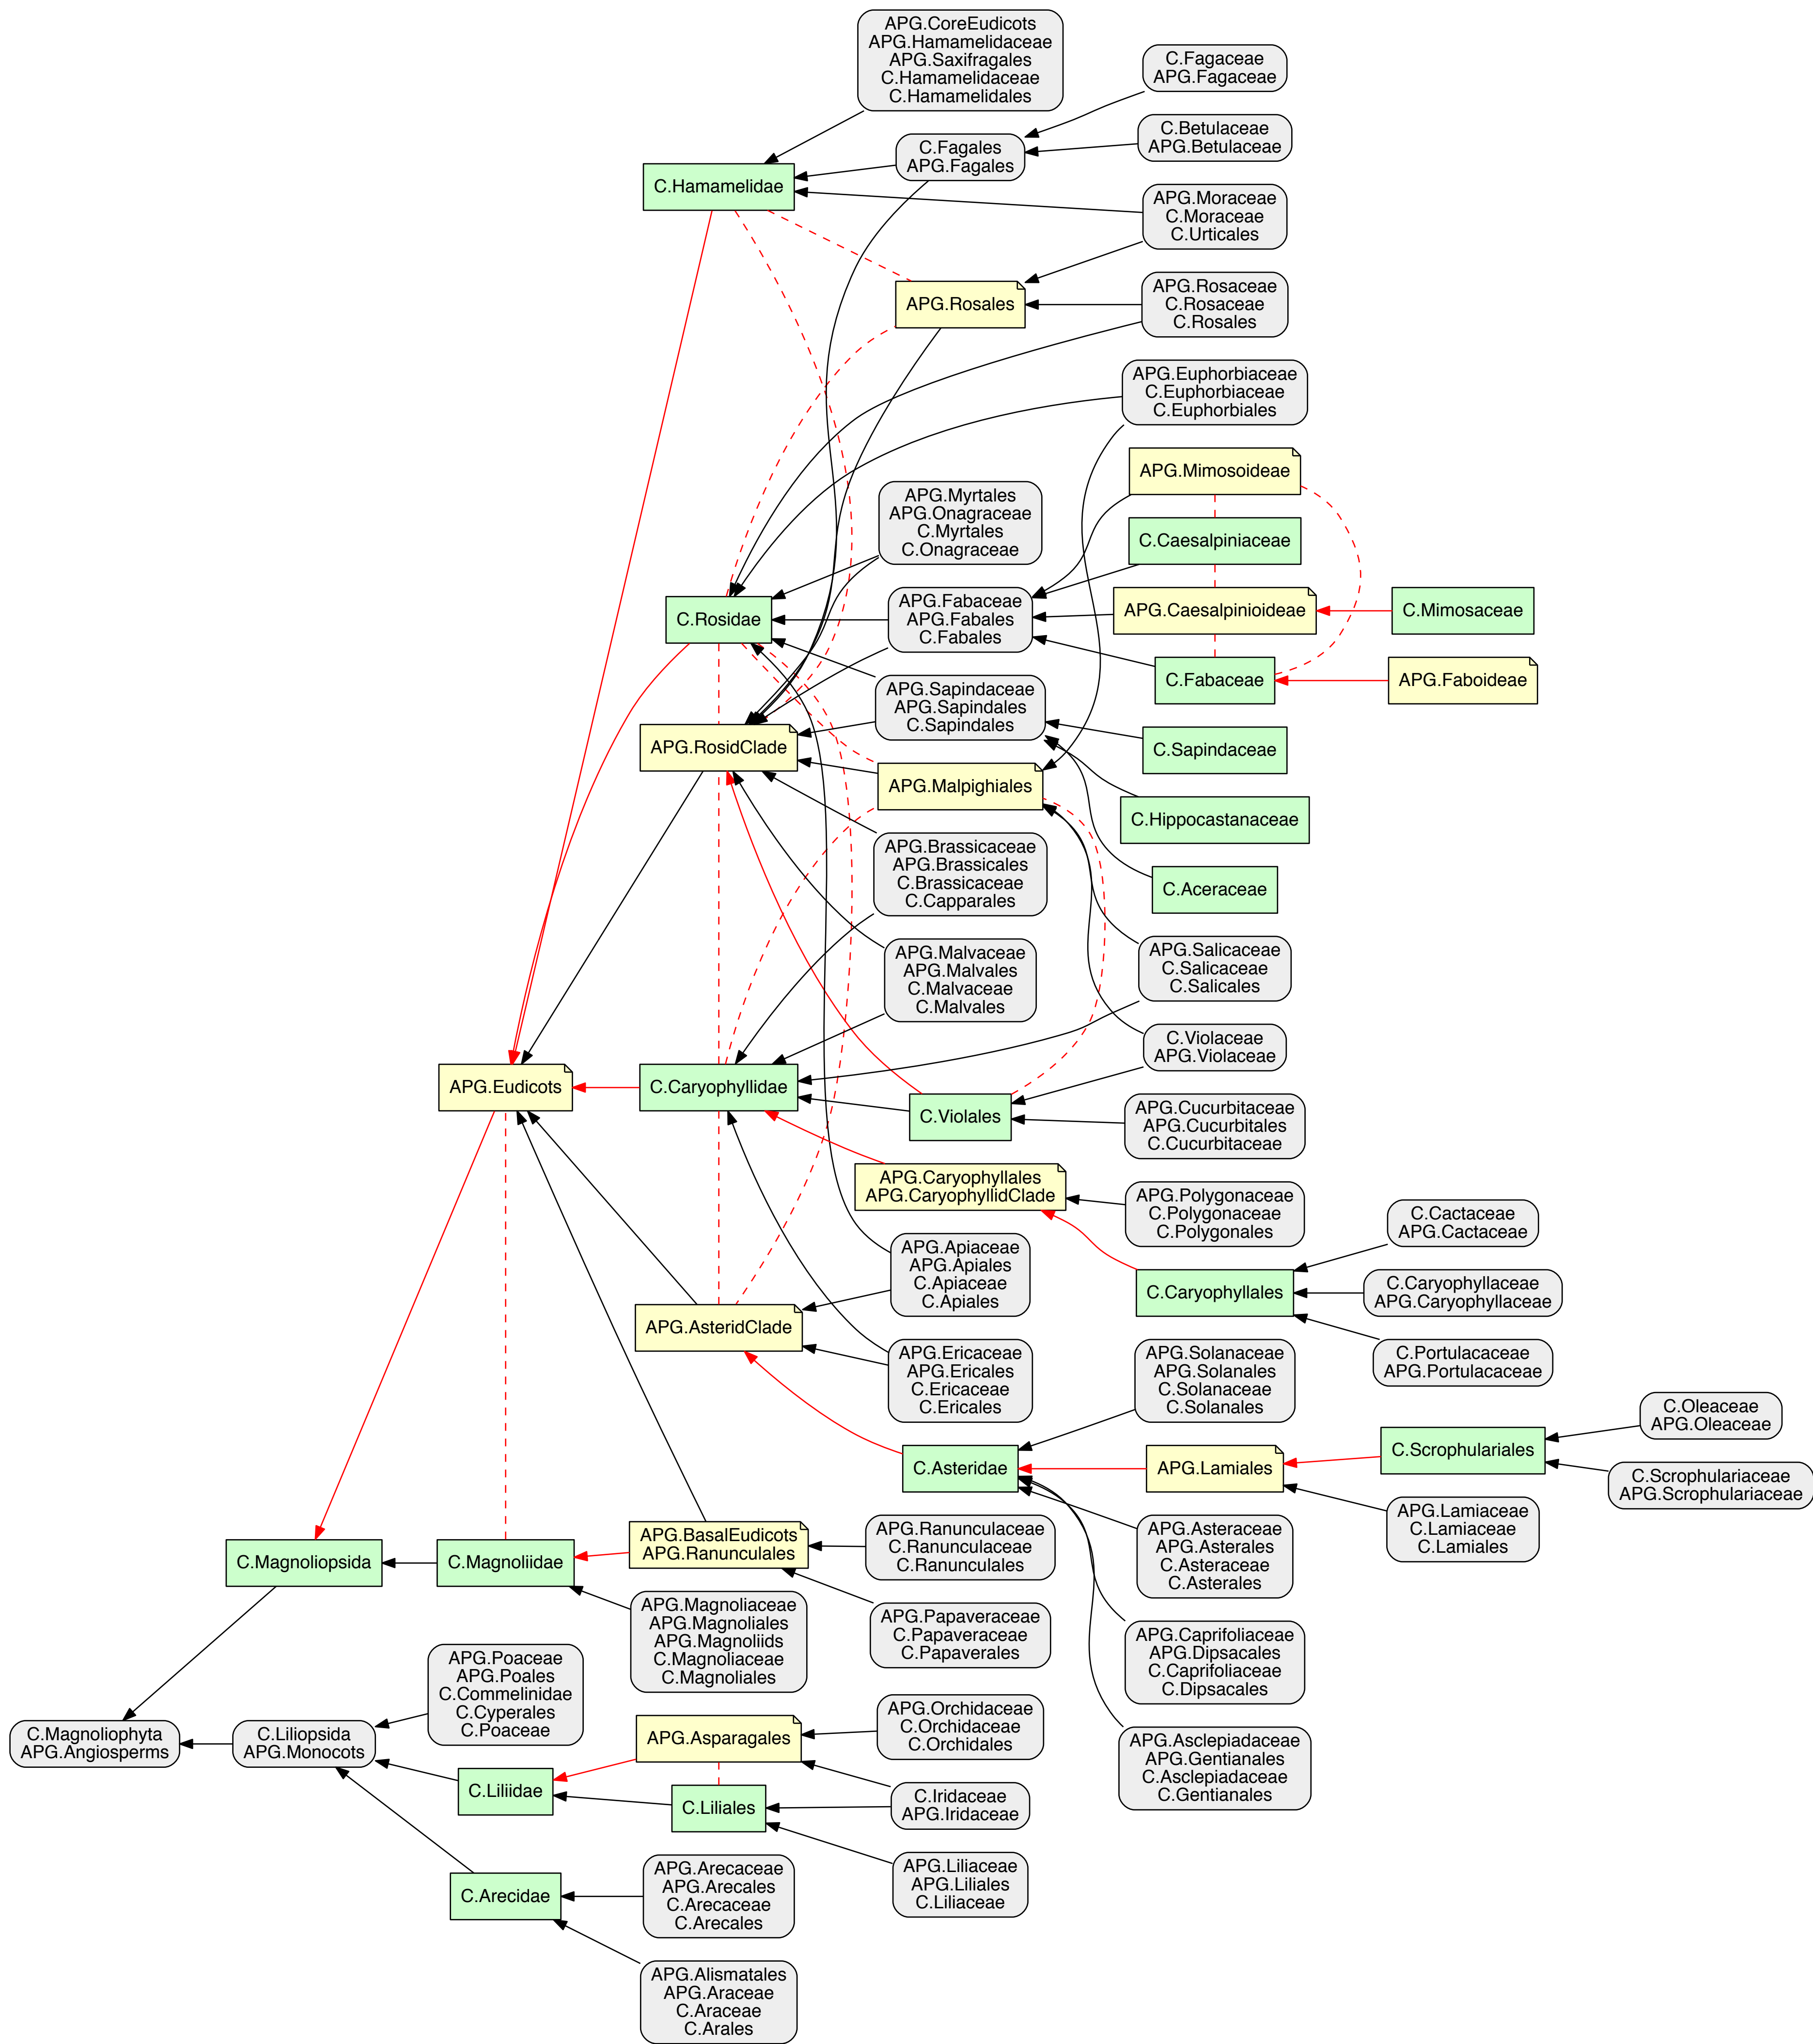 APG.CoreEudicots
APG.Hamamelidaceae
APG.Saxifragales
C.Hamamelidaceae
C.Hamamelidales
C.Fagaceae
APG.Fagaceae
C.Betulaceae
APG.Betulaceae
C.Fagales
APG.Fagales
C.Hamamelidae
APG.Moraceae
C.Moraceae
C.Urticales
APG.Rosales
APG.Rosaceae
C.Rosaceae
C.Rosales
APG.Euphorbiaceae
C.Euphorbiaceae
C.Euphorbiales
APG.Mimosoideae
APG.Myrtales
APG.Onagraceae
C.Myrtales
C.Onagraceae
C.Caesalpiniaceae
C.Rosidae
APG.Fabaceae
APG.Fabales
C.Fabales
APG.Caesalpinioideae
C.Mimosaceae
C.Fabaceae
APG.Faboideae
APG.Sapindaceae
APG.Sapindales
C.Sapindales
APG.RosidClade
C.Sapindaceae
APG.Malpighiales
C.Hippocastanaceae
APG.Brassicaceae
APG.Brassicales
C.Brassicaceae
C.Capparales
C.Aceraceae
APG.Malvaceae
APG.Malvales
C.Malvaceae
C.Malvales
APG.Salicaceae
C.Salicaceae
C.Salicales
C.Violaceae
APG.Violaceae
APG.Eudicots
C.Caryophyllidae
C.Violales
APG.Cucurbitaceae
APG.Cucurbitales
C.Cucurbitaceae
APG.Caryophyllales
APG.CaryophyllidClade
APG.Polygonaceae
C.Polygonaceae
C.Polygonales
C.Cactaceae
APG.Cactaceae
APG.Apiaceae
APG.Apiales
C.Apiaceae
C.Apiales
C.Caryophyllales
C.Caryophyllaceae
APG.Caryophyllaceae
APG.AsteridClade
APG.Ericaceae
APG.Ericales
C.Ericaceae
C.Ericales
APG.Solanaceae
APG.Solanales
C.Solanaceae
C.Solanales
C.Portulacaceae
APG.Portulacaceae
C.Oleaceae
APG.Oleaceae
C.Asteridae
APG.Lamiales
C.Scrophulariales
C.Scrophulariaceae
APG.Scrophulariaceae
APG.Lamiaceae
C.Lamiaceae
C.Lamiales
C.Magnoliopsida
C.Magnoliidae
APG.BasalEudicots
APG.Ranunculales
APG.Ranunculaceae
C.Ranunculaceae
C.Ranunculales
APG.Asteraceae
APG.Asterales
C.Asteraceae
C.Asterales
APG.Magnoliaceae
APG.Magnoliales
APG.Magnoliids
C.Magnoliaceae
C.Magnoliales
APG.Papaveraceae
C.Papaveraceae
C.Papaverales
APG.Caprifoliaceae
APG.Dipsacales
C.Caprifoliaceae
C.Dipsacales
APG.Poaceae
APG.Poales
C.Commelinidae
C.Cyperales
C.Poaceae
C.Magnoliophyta
APG.Angiosperms
C.Liliopsida
APG.Monocots
APG.Asparagales
APG.Orchidaceae
C.Orchidaceae
C.Orchidales
APG.Asclepiadaceae
APG.Gentianales
C.Asclepiadaceae
C.Gentianales
C.Liliidae
C.Liliales
C.Iridaceae
APG.Iridaceae
APG.Liliaceae
APG.Liliales
C.Liliaceae
C.Arecidae
APG.Arecaceae
APG.Arecales
C.Arecaceae
C.Arecales
APG.Alismatales
APG.Araceae
C.Araceae
C.Arales